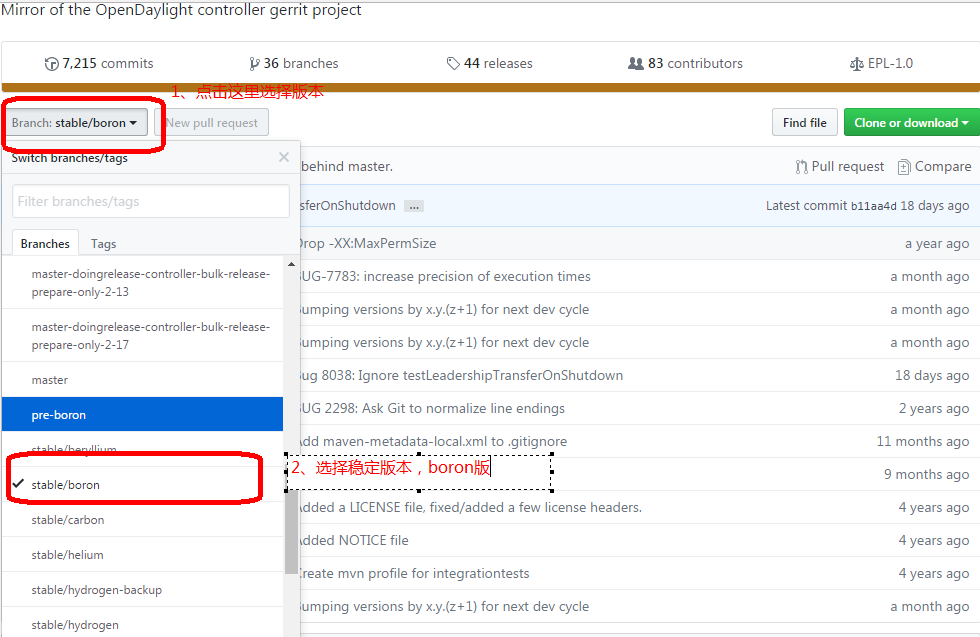 Mirror of the OpenDaylight controller gerrit project
7,215 commits
36 branches
44 releases
83 contributors
EPL-1.0
1、点击这里选择版本
Branch: stable/boron
New pull request
Find file
Clone or download
Switch branches/tags
behind master.
Pull request
Compare
Filter branches/tags
sferOnShutdown ...
Latest commit b11aa4d 18 days ago
Branches
Tags
Drop -XX:MaxPermSize
a year ago
master-doingrelease-controller-bulk-release-
prepare-only-2-13
BUG-7783: increase precision of execution times
a month ago
Bumping versions by x.y.(z+1) for next dev cycle
a month ago
master-doingrelease-controller-bulk-release-
prepare-only-2-17
Bumping versions by x.y.(z+1) for next dev cycle
a month ago
master
Bug 8038: Ignore testLeadershipTransferOnShutdown
18 days ago
pre-boron
BUG 2298: Ask Git to normalize line endings
2 years ago
stable/beryllium
Add maven-metadata-local.xml to .gitignore
11 months ago
2、选择稳定版本，boron版
9 months ago
stable/boron
Added a LICENSE file, fixed/added a few license headers.
4 years ago
stable/carbon
Added NOTICE file
4 years ago
stable/helium
Create mvn profile for integrationtests
4 years ago
stable/hydrogen-backup
Bumping versions by x.y.(z+1) for next dev cycle
a month ago
stable/hydrogen